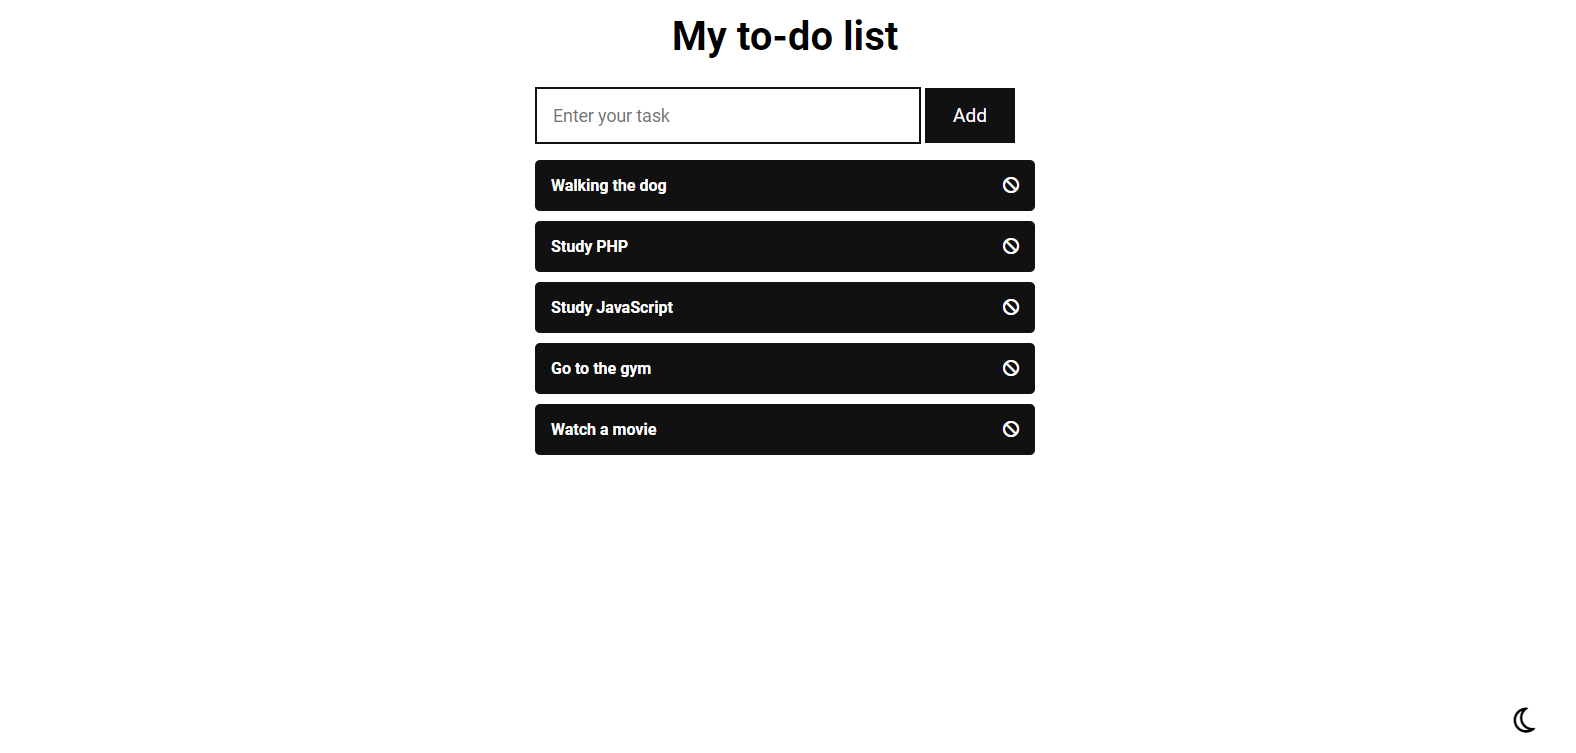 My to-do list
Enter your task
Add
Walking the dog
Study PHP
Study JavaScript
Go to the gym
Watch a movie